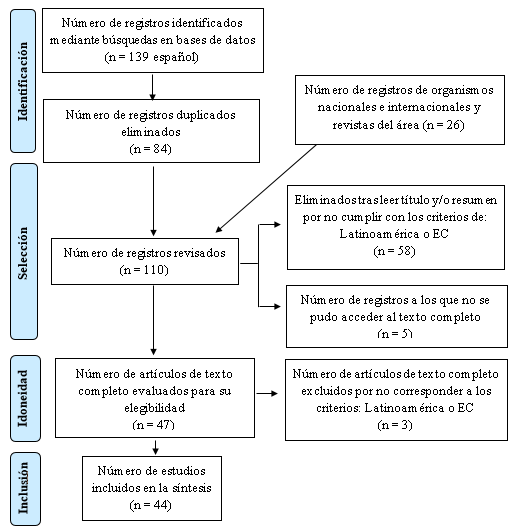 Identificación
Número de registros identificados
mediante búsquedas en bases de datos
(n = 139 español)
Número de registros duplicados
eliminados
(n = 84)
Número de registros de organismos
nacionales e internacionales y
revistas del área (n = 26)
Selección
Número de registros revisados
(n = 110)
Eliminados tras leer título y/o resumen
por no cumplir con los criterios de:
Latinoamérica o EC
(n = 58)
Número de registros a los que no se
pudo acceder al texto completo
(n = 5)
Idoneidad
Número de artículos de texto
completo evaluados para su
elegibilidad
(n = 47)
Número de artículos de texto completo
excluidos por no corresponder a los
criterios: Latinoamérica o EC
(n = 3)
Inclusión
Número de estudios
incluidos en la síntesis
(n = 44)